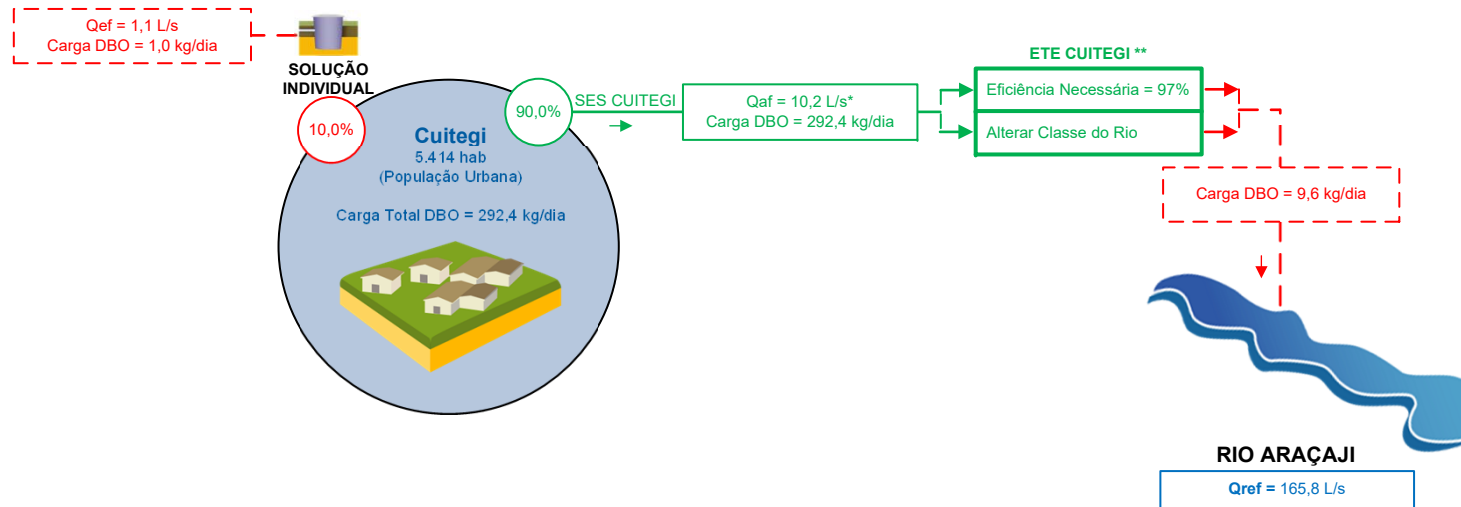 Qef = 1,1 L/s
Carga DBO = 1,0 kg/dia
SOLUÇÃO
INDIVIDUAL
10,0%
90,0%
Cuitegi
5.414 hab
(População Urbana)
Carga Total DBO = 292,4 kg/dia
SES CUITEGI
Qaf = 10,2 L/s*
Carga DBO = 292,4 kg/dia
ETE CUITEGI **
Eficiência Necessária = 97%
Alterar Classe do Rio
Carga DBO = 9,6 kg/dia
RIO ARAÇAJI
Qref = 165,8 L/s